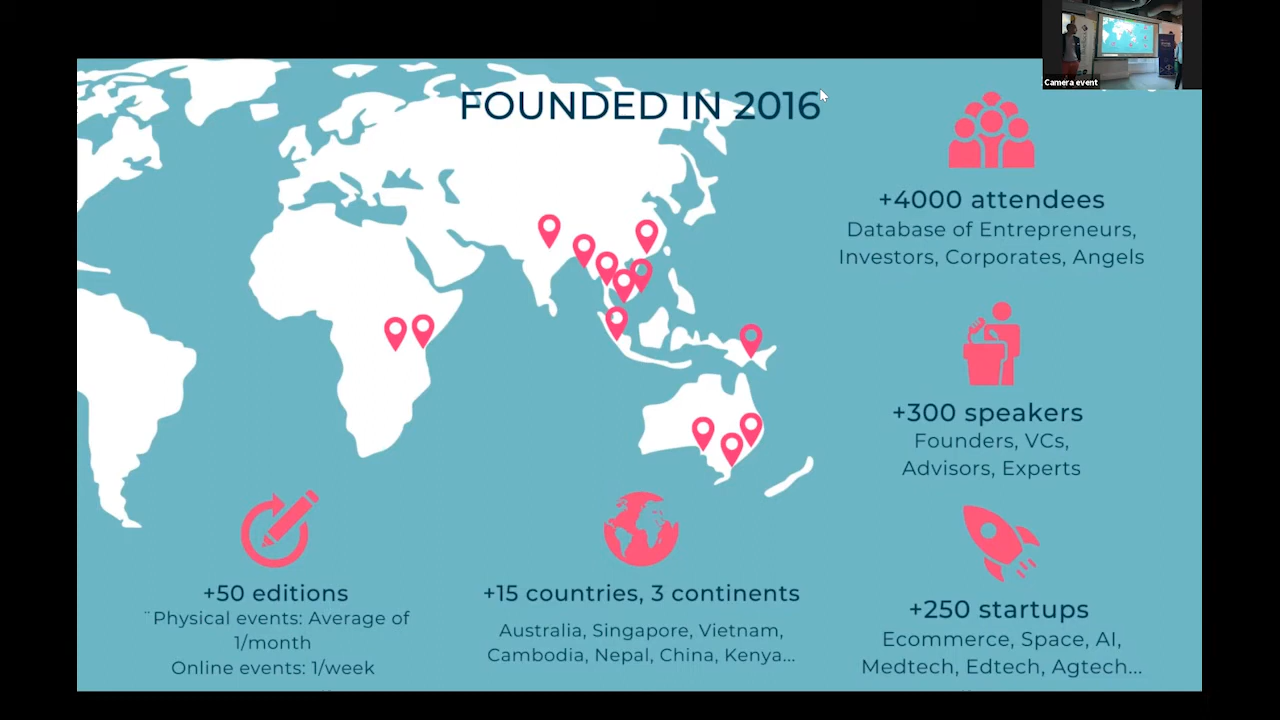 Camera event
FOUNDED IN 2016
+4000 attendees
Database of Entrepreneurs,
Investors, Corporates, Angels
+300 speakers
Founders, VCs,
Advisors, Experts
+50 editions
¨Physical events: Average of
1/month
Online events: 1/week
+15 countries, 3 continents
Australia, Singapore, Vietnam,
Cambodia, Nepal, China, Kenya...
+250 startups
Ecommerce, Space, AI,
Medtech, Edtech, Agtech...